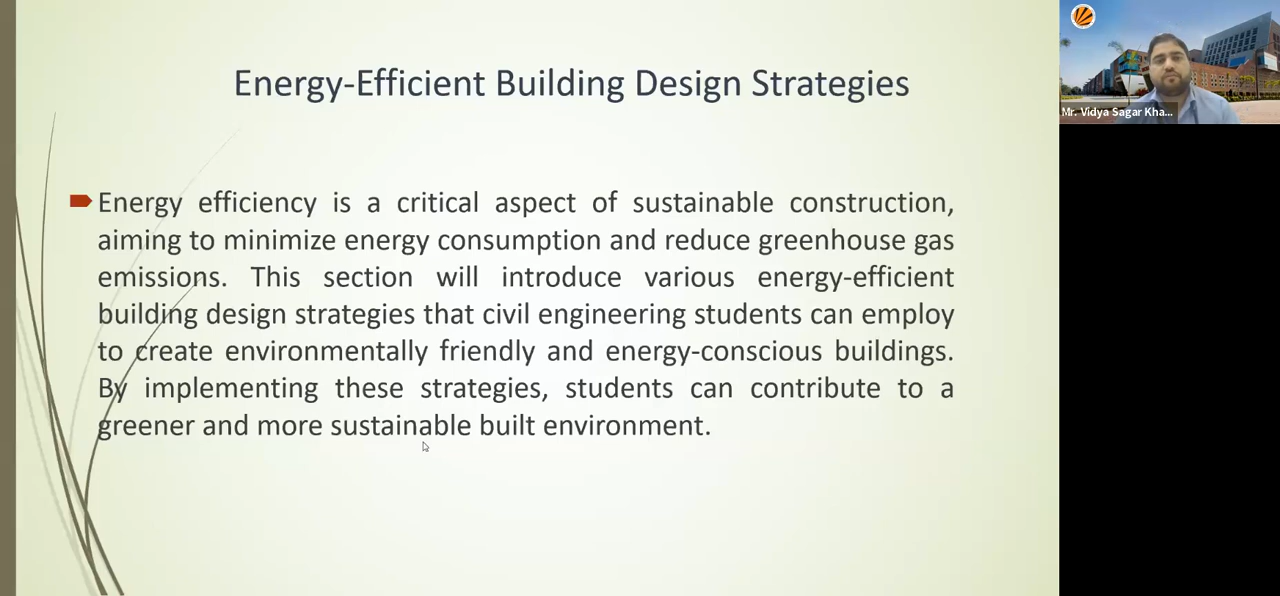 Energy-Efficient Building Design Strategies
Energy efficiency is a critical aspect of sustainable construction,
aiming to minimize energy consumption and reduce greenhouse gas
emissions. This section will introduce various energy-efficient
building design strategies that civil engineering students can employ
to create environmentally friendly and energy-conscious buildings.
By implementing these strategies, students can contribute to a
greener and more sustainable built environment.
Mr. Vidya Sagar Kha...